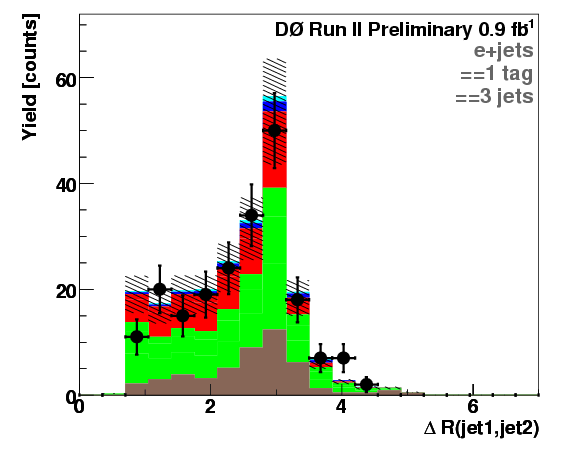 DØ Run II Preliminary 0.9 fb-1
e+jets
==1 tag
==3 jets
Yield [counts]
60
40
20
0
0 2 4 6
Δ R(jet1,jet2)